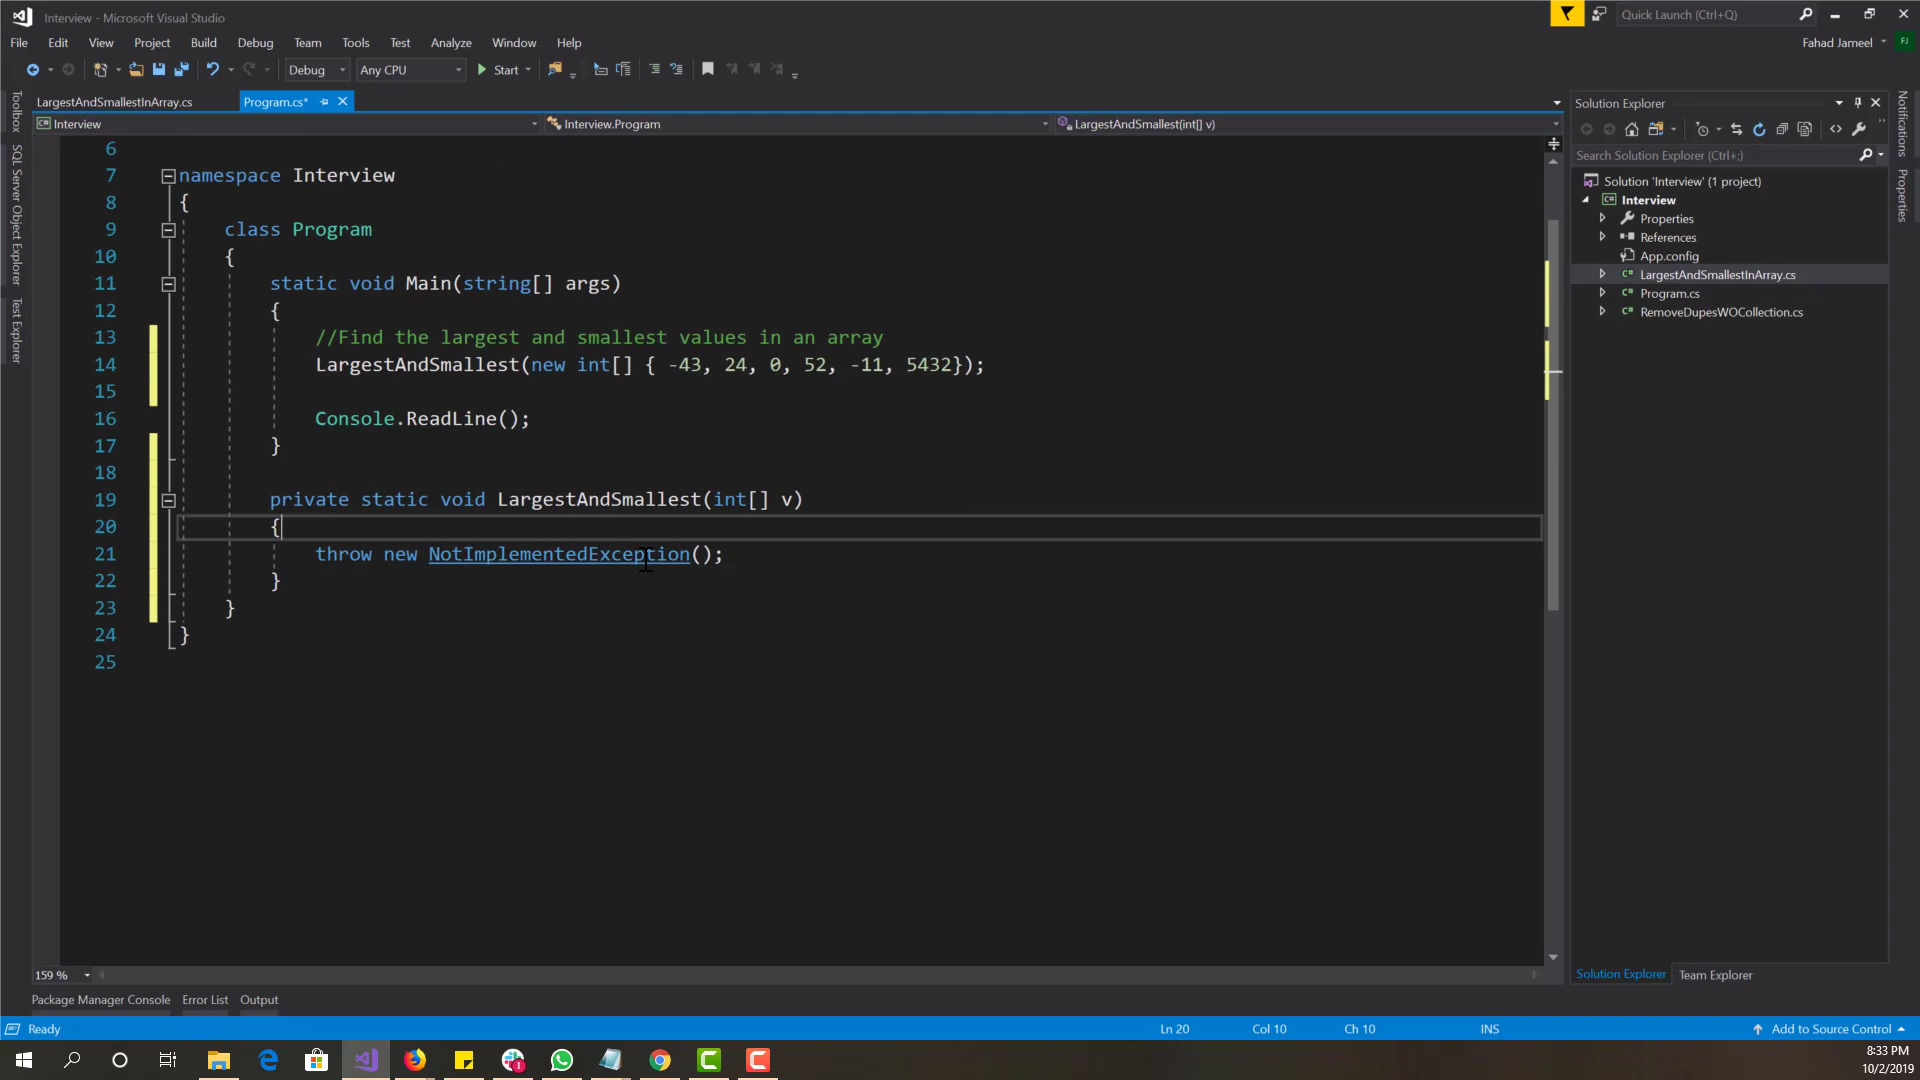 Interview - Microsoft Visual Studio
Quick Launch (Ctrl+Q)
File Edit View Project Build Debug Team Tools Test Analyze Window Help
Fahad Jameel FJ
Debug Any CPU Start
LargestAndSmallestInArray.cs Program.cs*
Interview Interview.Program LargestAndSmallest(int[] v)
Toolbox
SQL Server Object Explorer
Test Explorer
6
7 namespace Interview
8 {
9 class Program
10 {
11 static void Main(string[] args)
12 {
13 //Find the largest and smallest values in an array
14 LargestAndSmallest(new int[] { -43, 24, 0, 52, -11, 5432});
15
16 Console.ReadLine();
17 }
18
19 private static void LargestAndSmallest(int[] v)
20 {
21 throw new NotImplementedException();
22 }
23 }
24 }
25
Solution Explorer
Search Solution Explorer (Ctrl+;)
Solution 'Interview' (1 project)
C# Interview
Properties
References
App.config
C# LargestAndSmallestInArray.cs
C# Program.cs
C# RemoveDupesWOCollection.cs
Notifications
Properties
159 %
Solution Explorer Team Explorer
Package Manager Console Error List Output
Ready Ln 20 Col 10 Ch 10 INS Add to Source Control
8:33 PM
10/2/2019